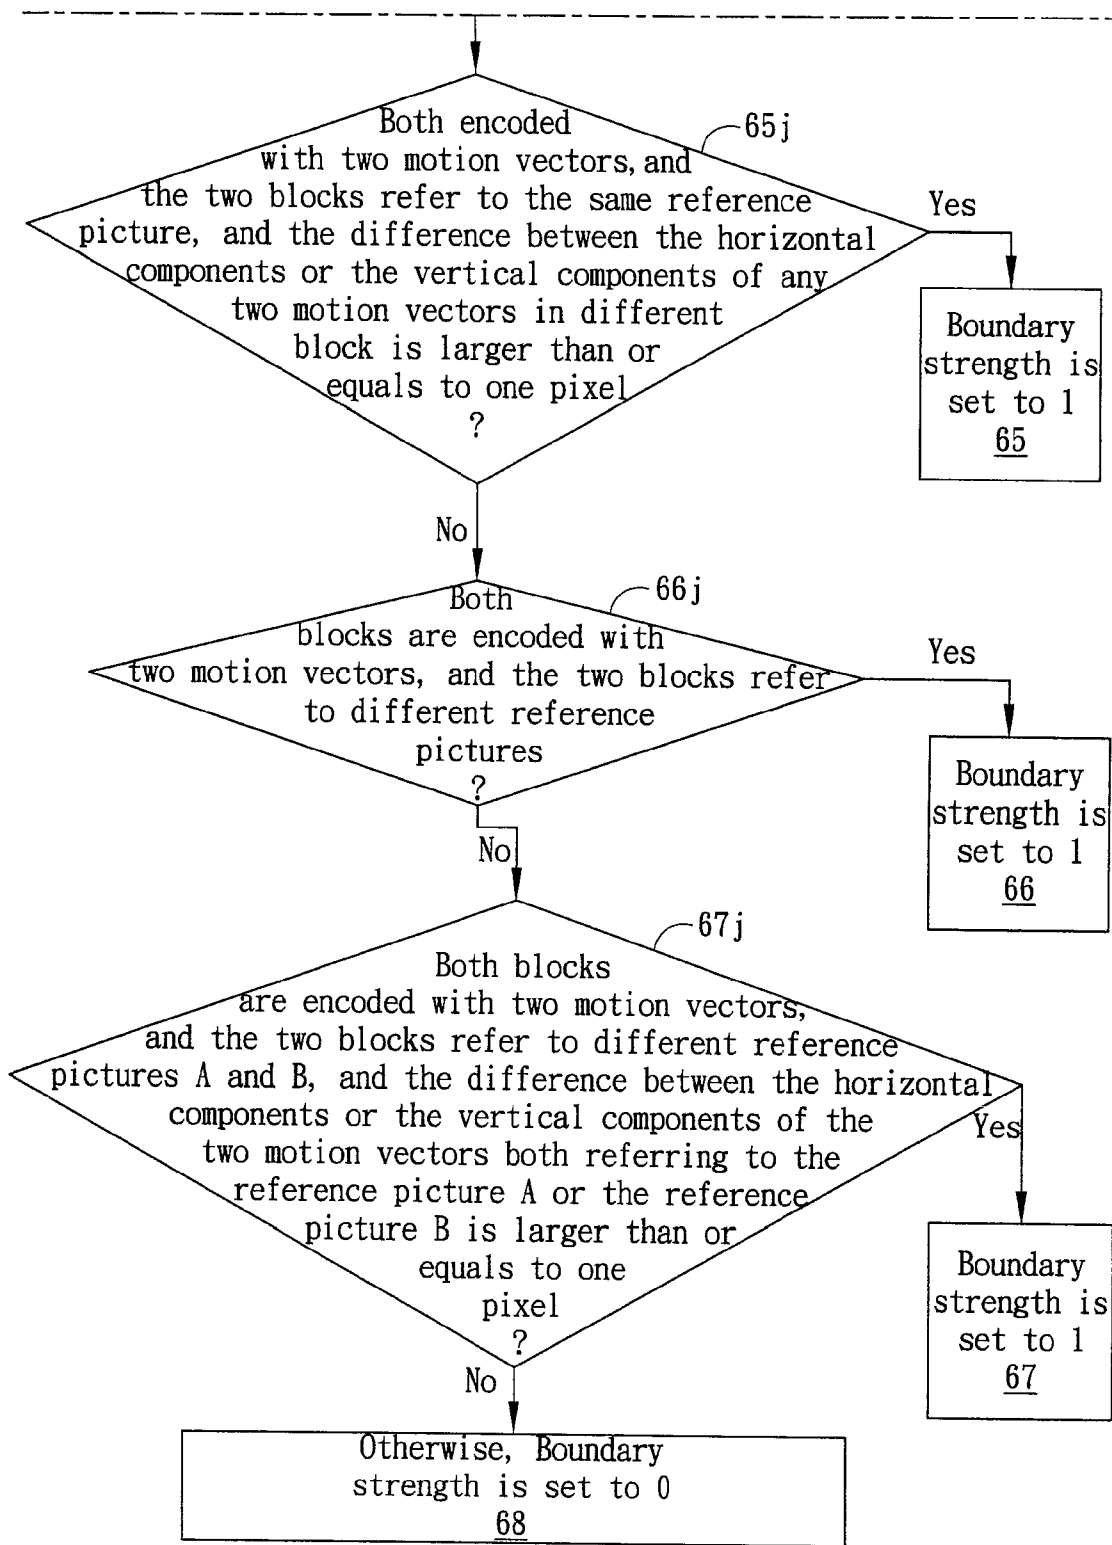 Both encoded
with two motion vectors, and
the two blocks refer to the same reference
picture, and the difference between the horizontal
components or the vertical components of any
two motion vectors in different
block is larger than or
equals to one pixel
?
65j
Yes
Boundary
strength is
set to 1
65
No
Both
blocks are encoded with
two motion vectors, and the two blocks refer
to different reference
pictures
?
66j
Yes
Boundary
strength is
set to 1
66
No
Both blocks
are encoded with two motion vectors,
and the two blocks refer to different reference
pictures A and B, and the difference between the horizontal
components or the vertical components of the
two motion vectors both referring to the
reference picture A or the reference
picture B is larger than or
equals to one
pixel
?
67j
Yes
Boundary
strength is
set to 1
67
No
Otherwise, Boundary
strength is set to 0
68